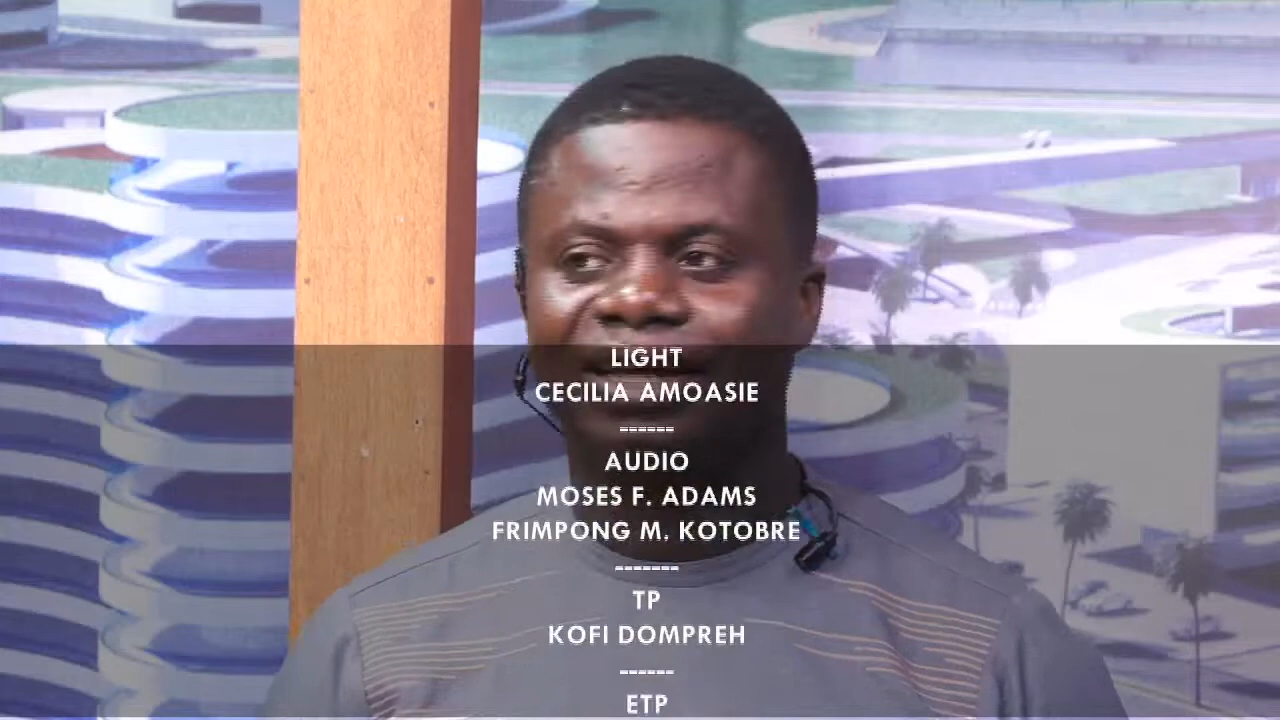 LIGHT
CECILIA AMOASIE
------
AUDIO
MOSES F. ADAMS
FRIMPONG M. KOTOBRE
-------
TP
KOFI DOMPREH
------
ETP